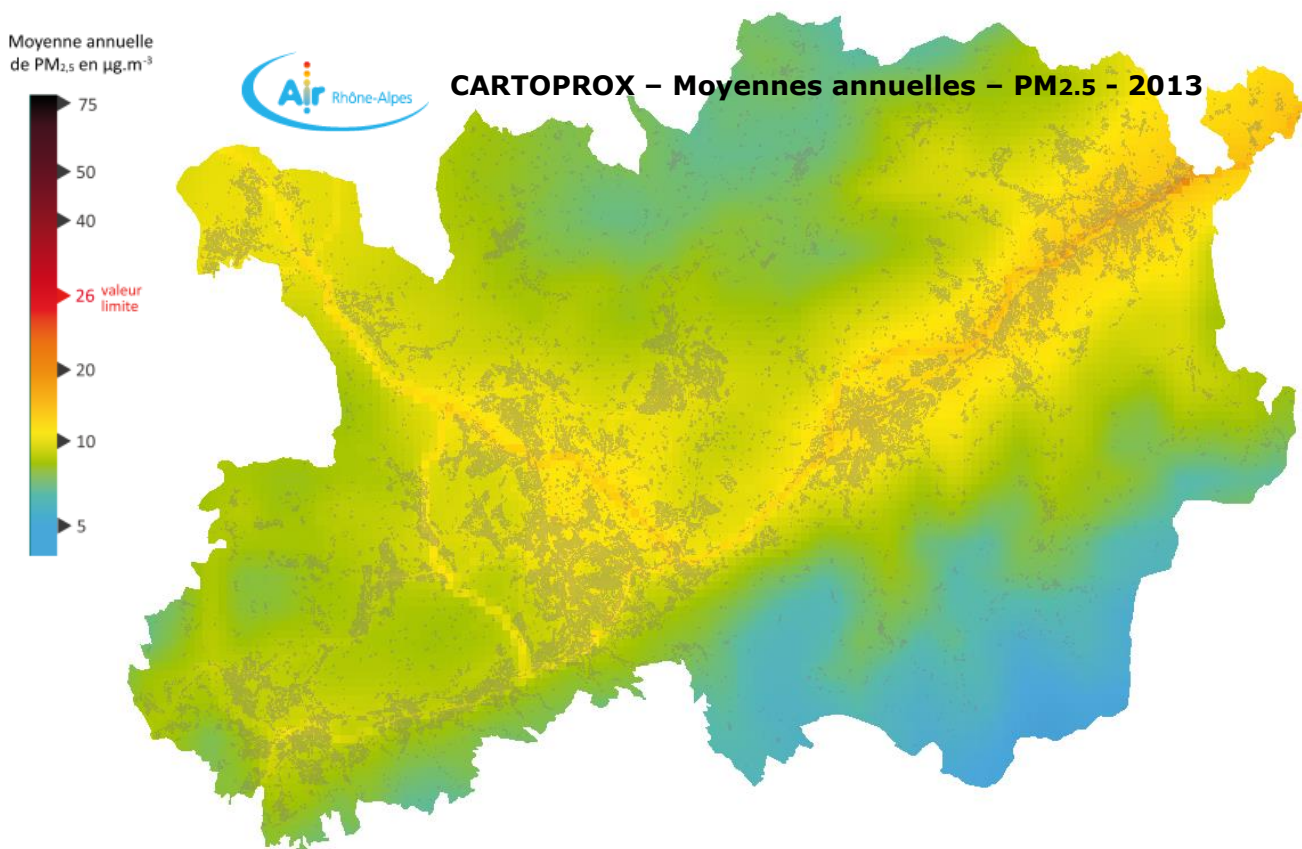 Moyenne annuelle
de PM2,5 en µg.m-3
75
50
40
26 valeur
limite
20
10
5
Air Rhône-Alpes
CARTOPROX – Moyennes annuelles – PM2.5 - 2013